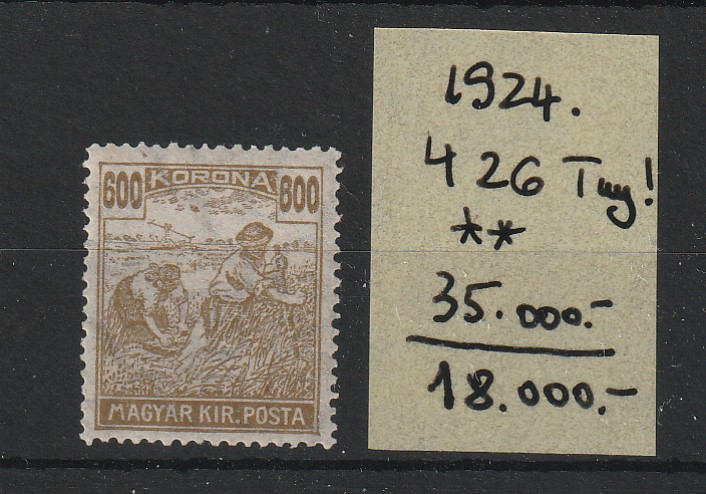 600 KORONA 600
MAGYAR KIR. POSTA
1924.
426 Tny!
**
35.000.-
18.000.-